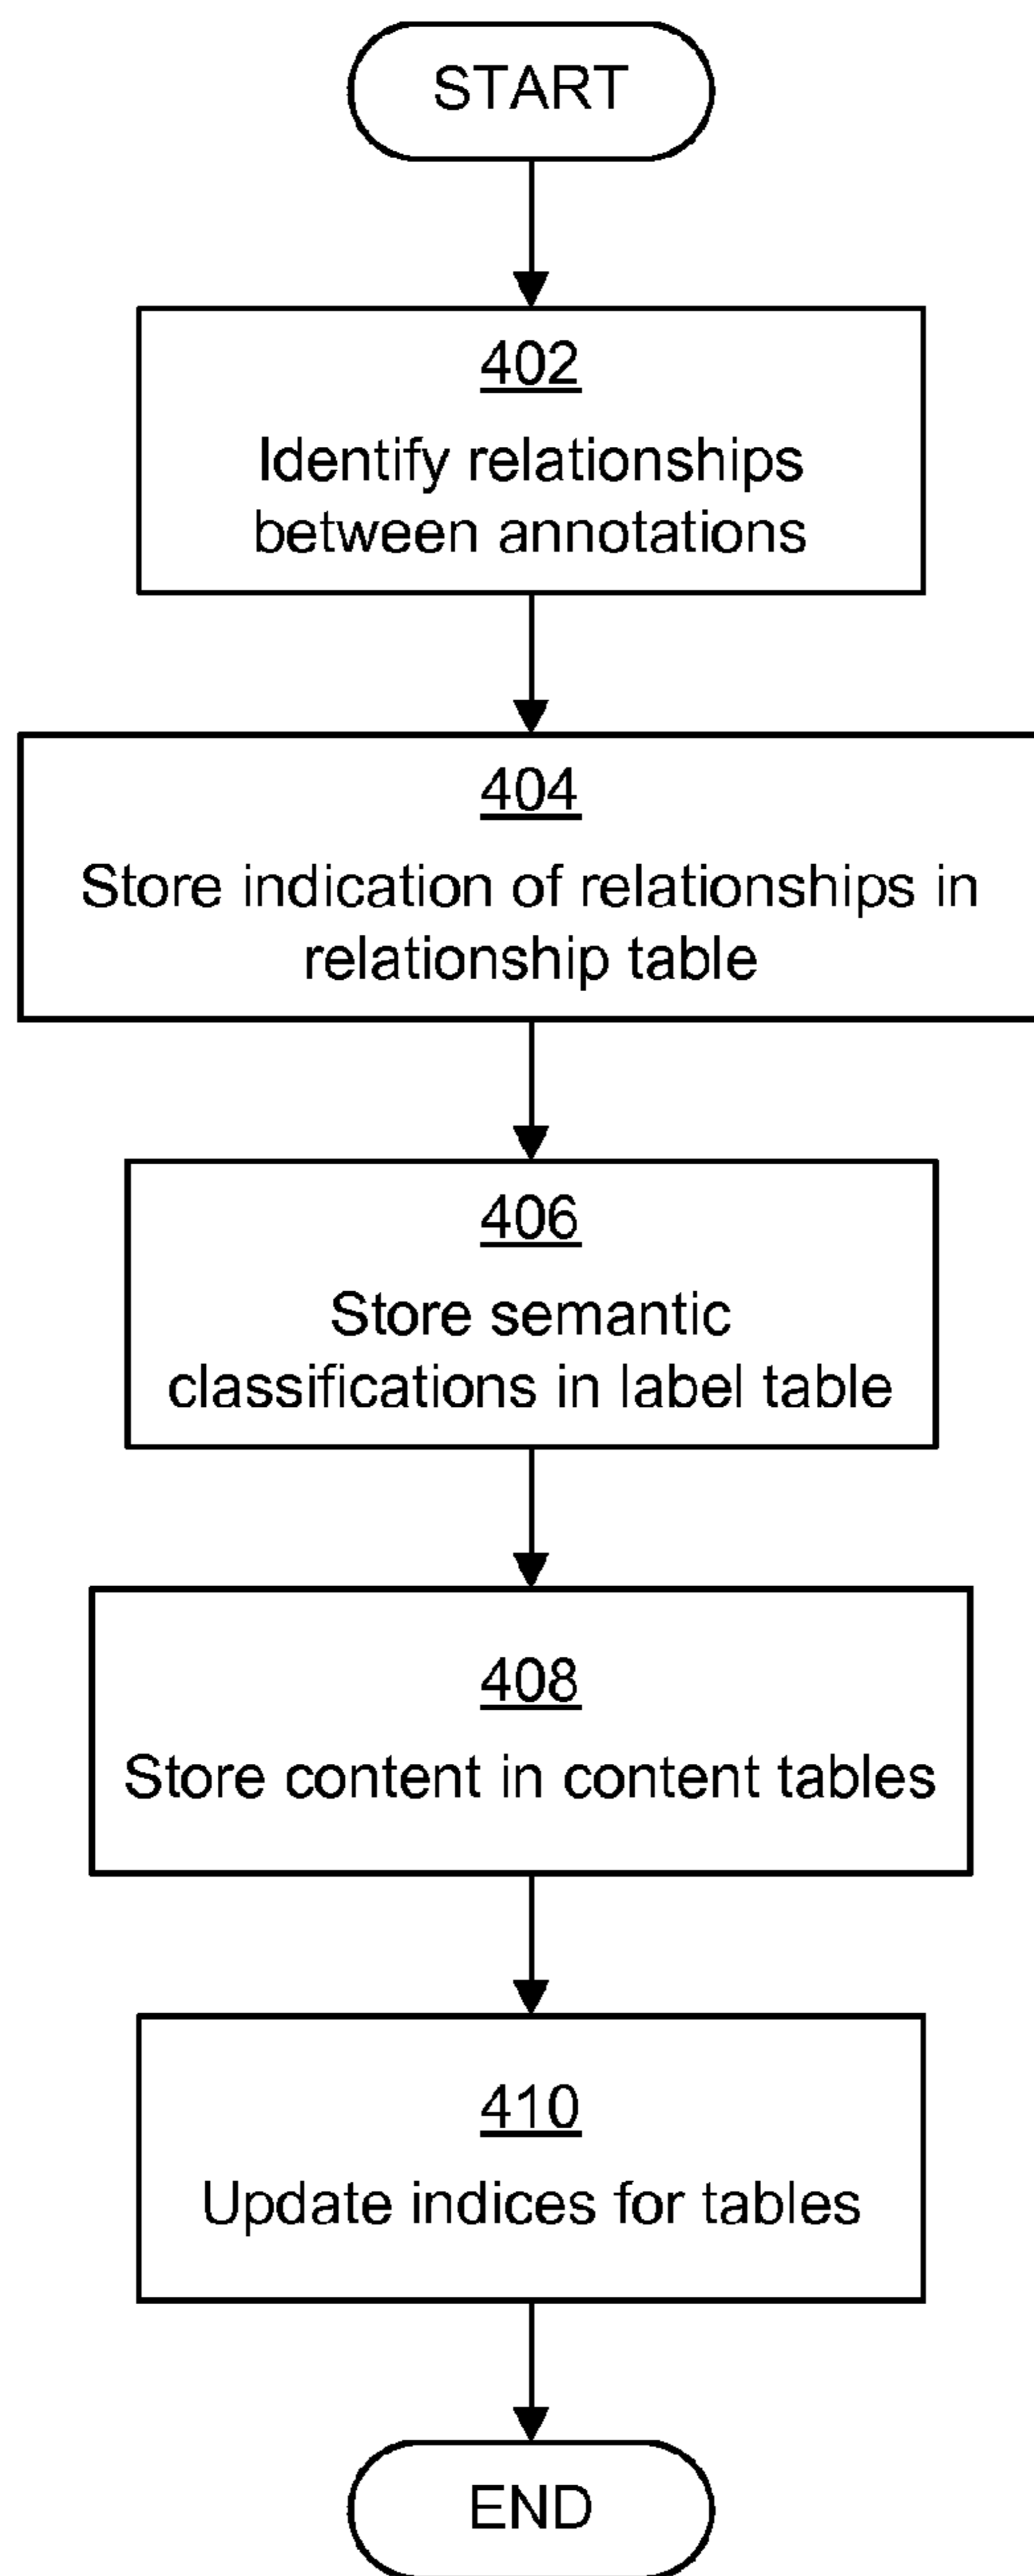 START
402
Identify relationships
between annotations
404
Store indication of relationships in
relationship table
406
Store semantic
classifications in label table
408
Store content in content tables
410
Update indices for tables
END